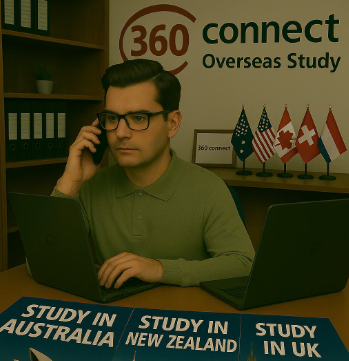 360 connect
Overseas Study
360 connect
STUDY IN
AUSTRALIA
STUDY IN
NEW ZEALAND
STUDY
IN UK